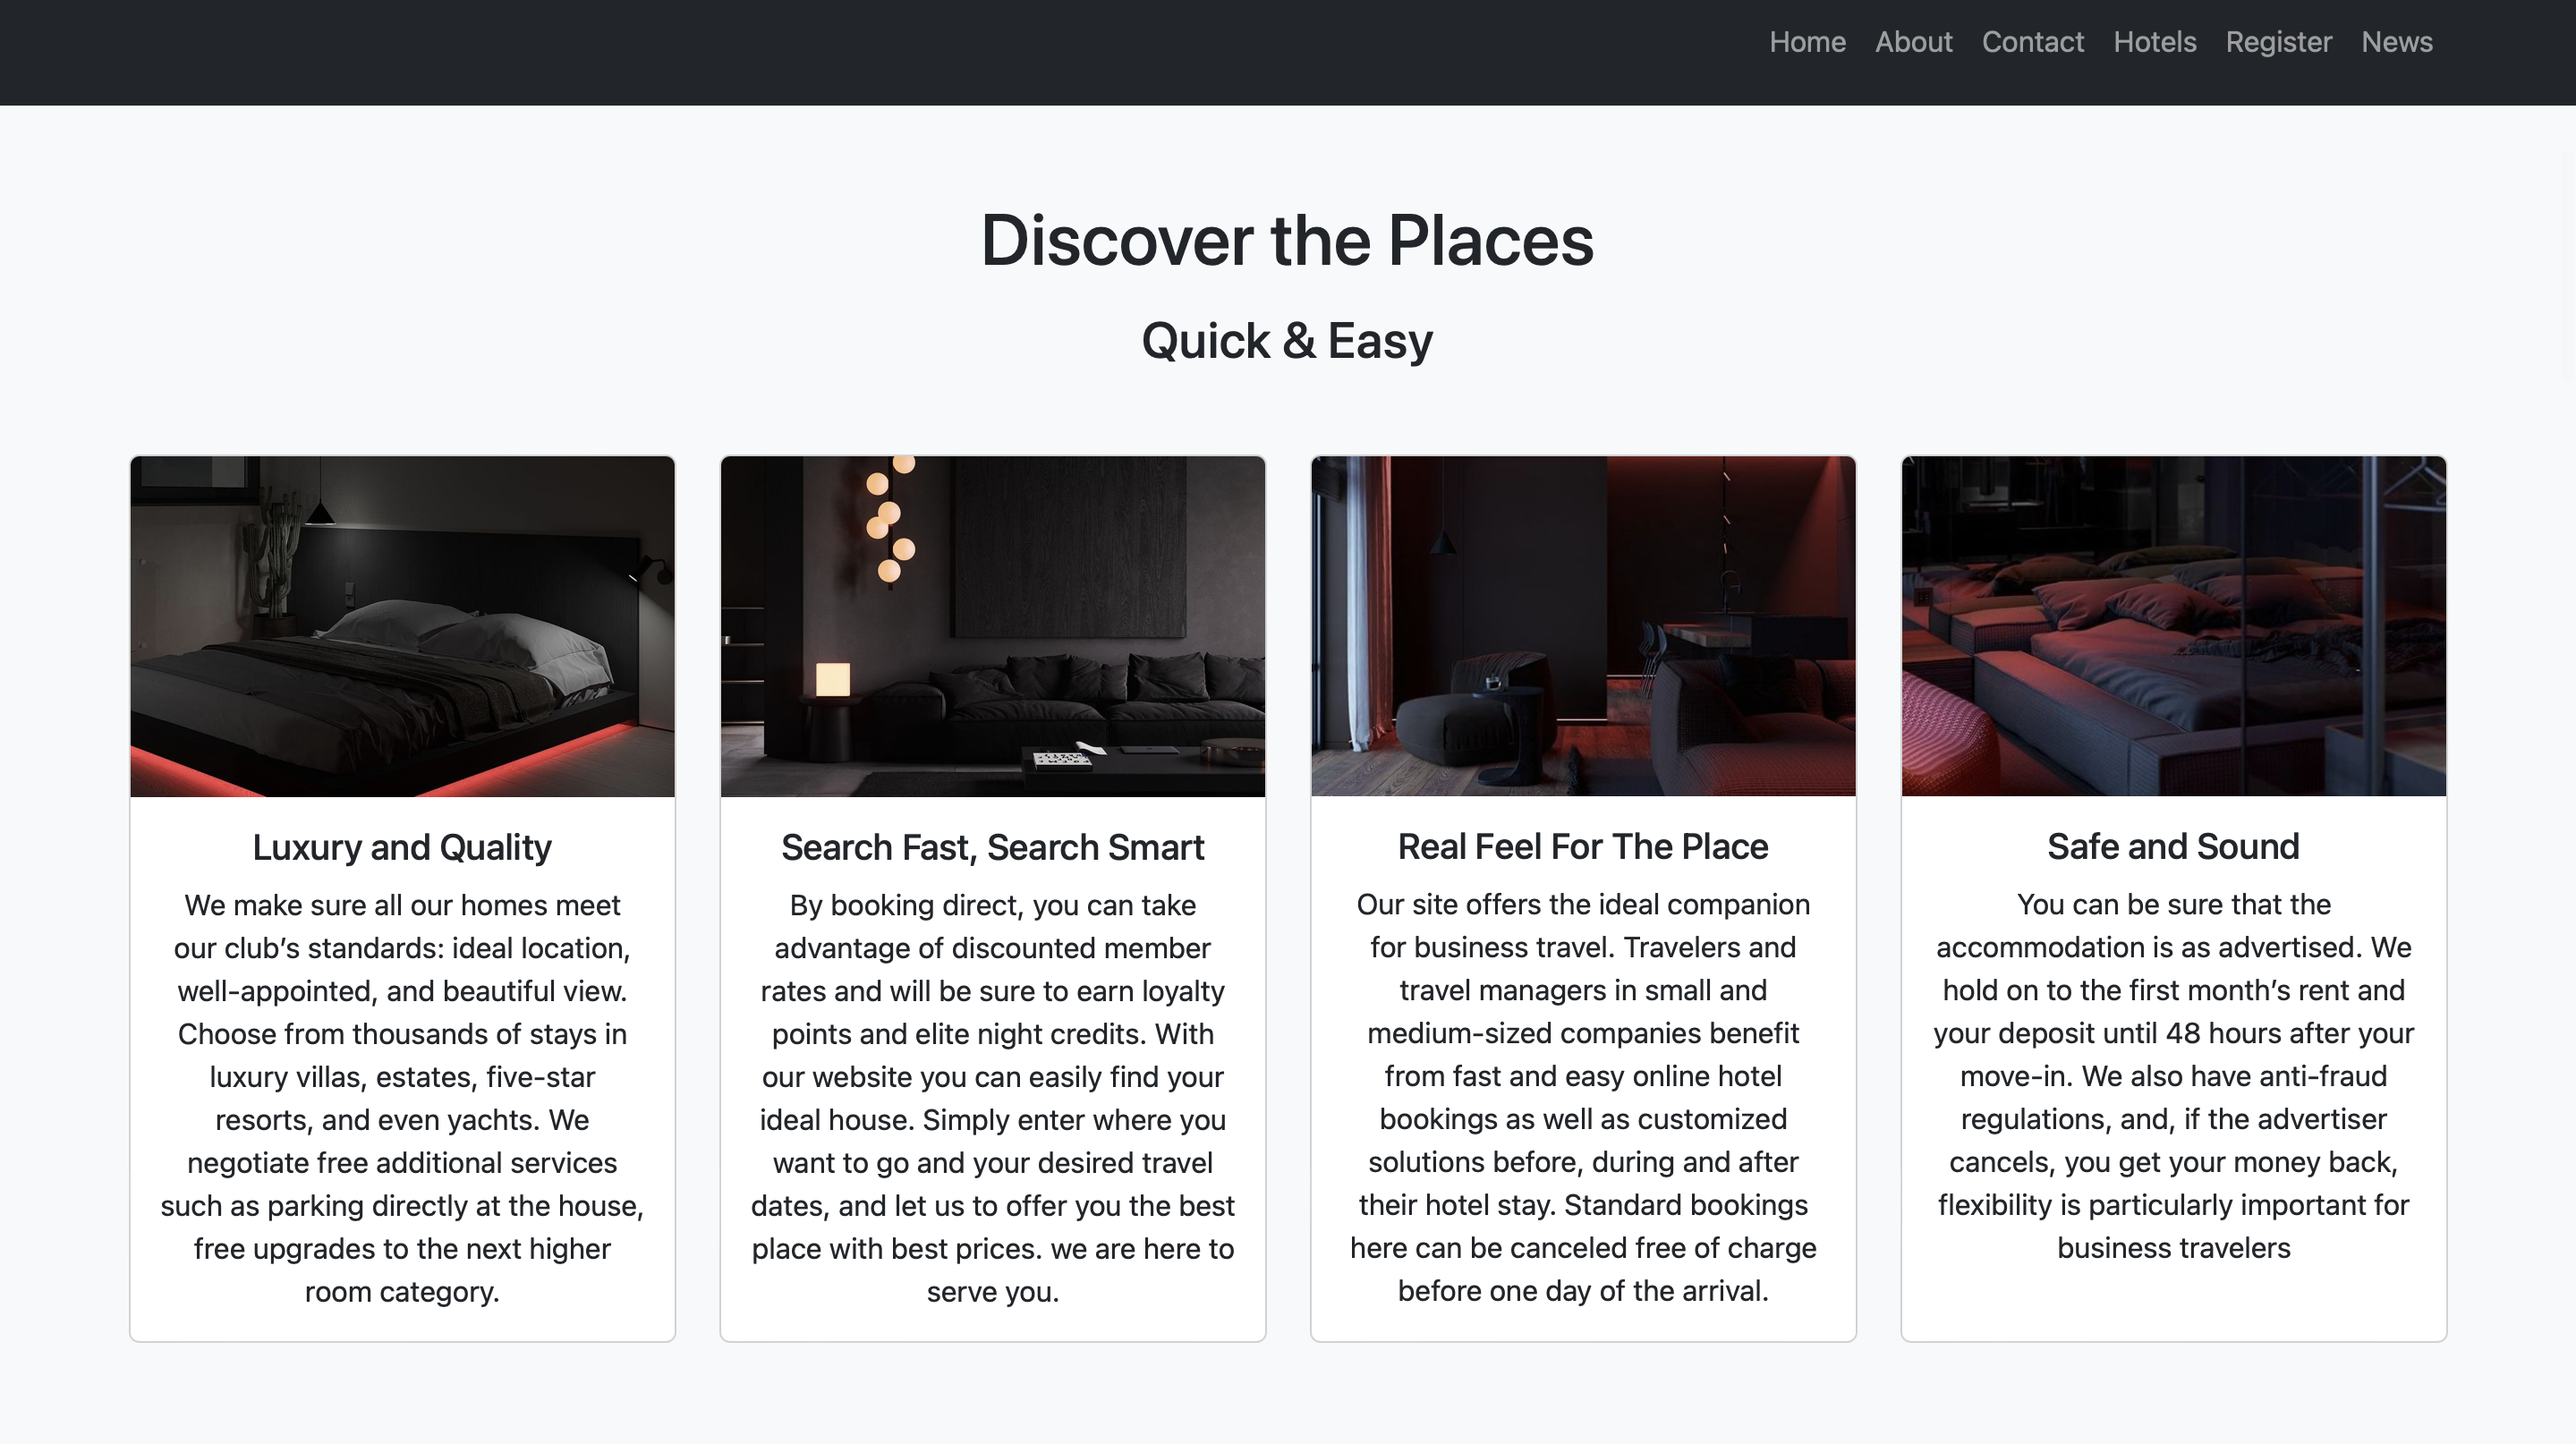 Home About Contact Hotels Register News
Discover the Places
Quick & Easy
Luxury and Quality
We make sure all our homes meet
our club’s standards: ideal location,
well-appointed, and beautiful view.
Choose from thousands of stays in
luxury villas, estates, five-star
resorts, and even yachts. We
negotiate free additional services
such as parking directly at the house,
free upgrades to the next higher
room category.
Search Fast, Search Smart
By booking direct, you can take
advantage of discounted member
rates and will be sure to earn loyalty
points and elite night credits. With
our website you can easily find your
ideal house. Simply enter where you
want to go and your desired travel
dates, and let us to offer you the best
place with best prices. we are here to
serve you.
Real Feel For The Place
Our site offers the ideal companion
for business travel. Travelers and
travel managers in small and
medium-sized companies benefit
from fast and easy online hotel
bookings as well as customized
solutions before, during and after
their hotel stay. Standard bookings
here can be canceled free of charge
before one day of the arrival.
Safe and Sound
You can be sure that the
accommodation is as advertised. We
hold on to the first month’s rent and
your deposit until 48 hours after your
move-in. We also have anti-fraud
regulations, and, if the advertiser
cancels, you get your money back,
flexibility is particularly important for
business travelers